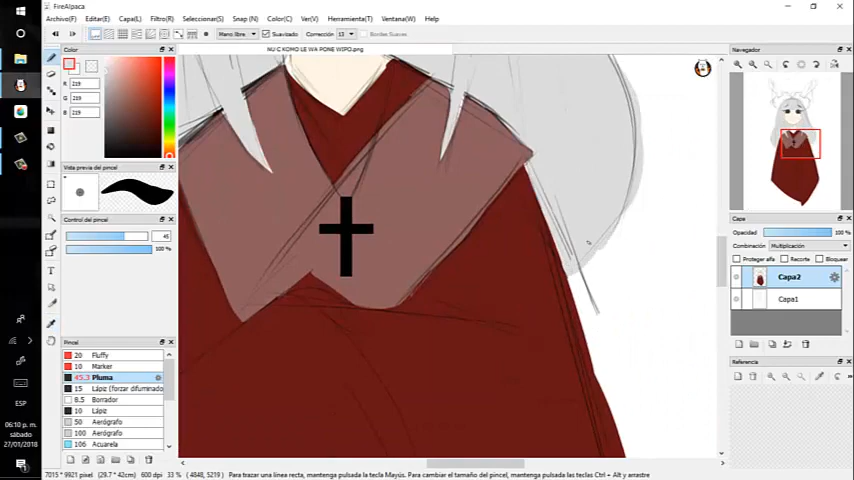 FireAlpaca
Archivo(F) Editar(E) Capa(L) Filtro(R) Seleccionar(S) Snap (N) Color(C) Ver(V) Herramienta(T) Ventana(W) Help
Menos libre Suavizado Corrección 13 Bordes Suaves
NU C KOMO LE WA PONE WIPO.png
Color
R 219
G 219
B 219
Vista previa del pincel
Control del pincel
45
100 %
Pincel
20 Fluffy
10 Marker
45.3 Pluma
15 Lápiz (forzar difuminado
8.5 Borrador
10 Lápiz
50 Aerógrafo
100 Aerógrafo
106 Acuarela
Navegador
Capa
Opacidad 100 %
Combinación Multiplicación
Proteger alfa Recortar Bloquear
Capa2
Capa1
Referencia
ESP
06:10 p. m.
sábado
27/01/2018
7015 * 9921 pixel (29.7 * 42cm) 600 dpi 33 % ( 4848, 5219 ) Para trazar una línea recta, mantenga pulsada la tecla Mayús. Para cambiar el tamaño del pincel, mantenga pulsadas las teclas Ctrl + Alt y arrastre